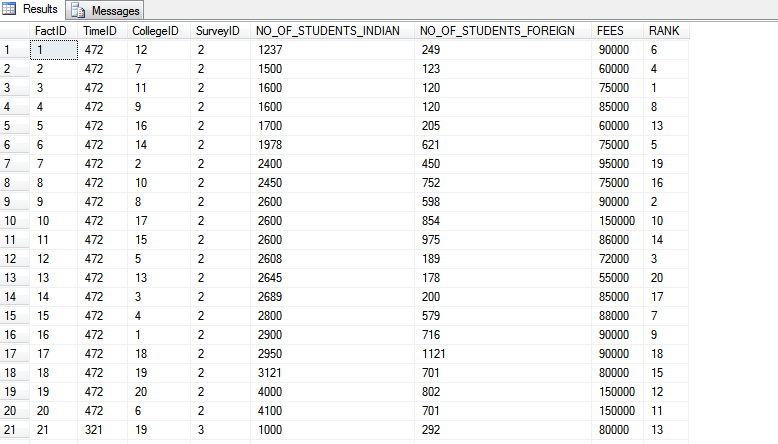 Results Messages
FactID TimeID CollegeID SurveyID NO_OF_STUDENTS_INDIAN NO_OF_STUDENTS_FOREIGN FEES RANK
1 1 472 12 2 1237 249 90000 6
2 2 472 7 2 1500 123 60000 4
3 3 472 11 2 1600 120 75000 1
4 4 472 9 2 1600 120 85000 8
5 5 472 16 2 1700 205 60000 13
6 6 472 14 2 1978 621 75000 5
7 7 472 2 2 2400 450 95000 19
8 8 472 10 2 2450 752 75000 16
9 9 472 8 2 2600 598 90000 2
10 10 472 17 2 2600 854 150000 10
11 11 472 15 2 2600 975 86000 14
12 12 472 5 2 2608 189 72000 3
13 13 472 13 2 2645 178 55000 20
14 14 472 3 2 2689 200 85000 17
15 15 472 4 2 2800 579 88000 7
16 16 472 1 2 2900 716 90000 9
17 17 472 18 2 2950 1121 90000 18
18 18 472 19 2 3121 701 80000 15
19 19 472 20 2 4000 802 150000 12
20 20 472 6 2 4100 701 150000 11
21 21 321 19 3 1000 292 80000 13